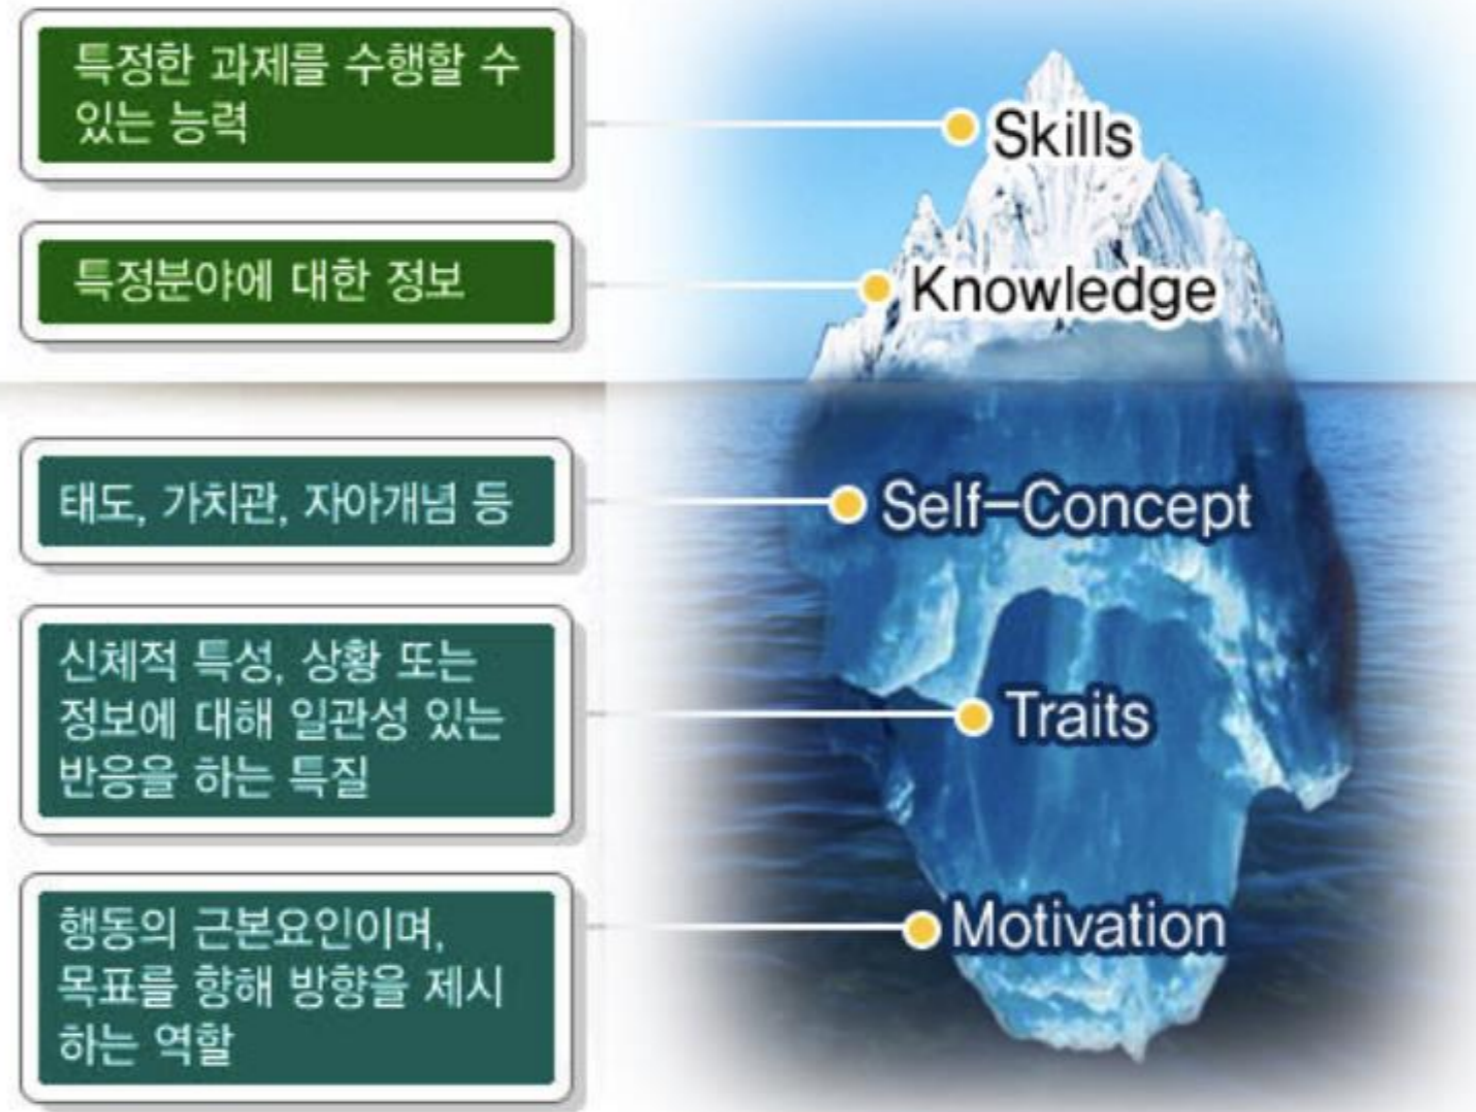 특정한 과제를 수행할 수
있는 능력
Skills
특정분야에 대한 정보
Knowledge
태도, 가치관, 자아개념 등
Self-Concept
신체적 특성, 상황 또는
정보에 대해 일관성 있는
반응을 하는 특질
Traits
행동의 근본요인이며,
목표를 향해 방향을 제시
하는 역할
Motivation